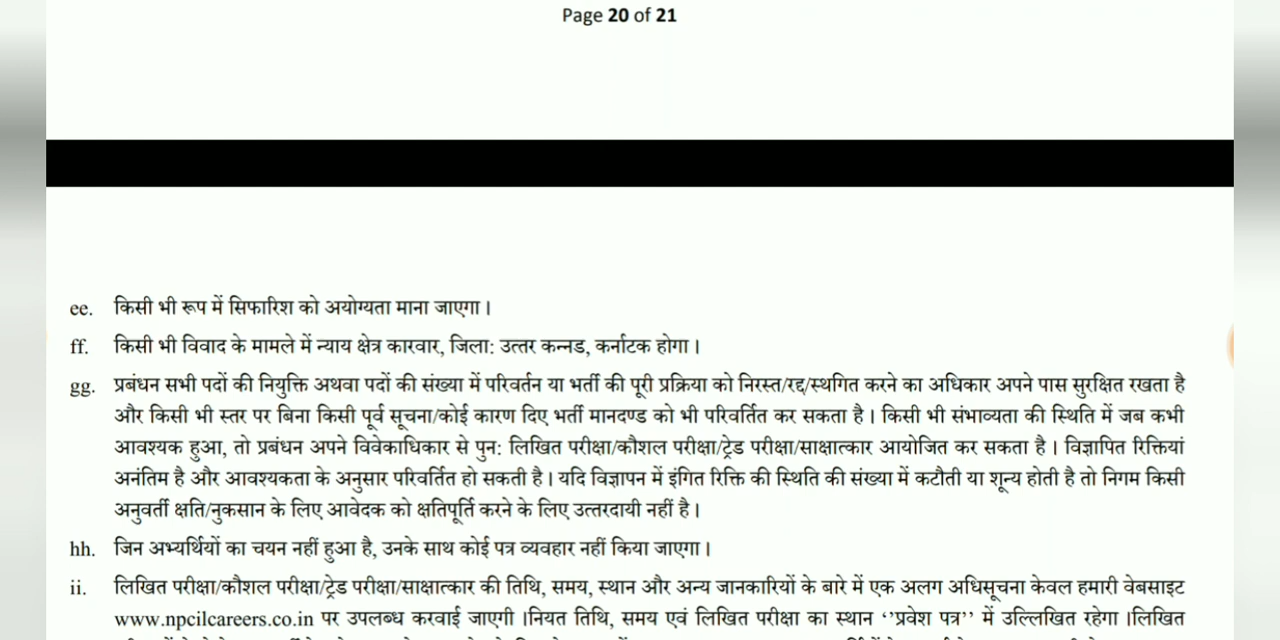 Page 20 of 21
ee. किसी भी रूप में सिफारिश को अयोग्यता माना जाएगा।
ff. किसी भी विवाद के मामले में न्याय क्षेत्र कारवार, जिला: उत्तर कन्नड, कर्नाटक होगा।
gg. प्रबंधन सभी पदों की नियुक्ति अथवा पदों की संख्या में परिवर्तन या भर्ती की पूरी प्रक्रिया को निरस्त/रद्द/स्थगित करने का अधिकार अपने पास सुरक्षित रखता है
और किसी भी स्तर पर बिना किसी पूर्व सूचना/कोई कारण दिए भर्ती मानदण्ड को भी परिवर्तित कर सकता है। किसी भी संभाव्यता की स्थिति में जब कभी
आवश्यक हुआ, तो प्रबंधन अपने विवेकाधिकार से पुन: लिखित परीक्षा/कौशल परीक्षा/ट्रेड परीक्षा/साक्षात्कार आयोजित कर सकता है। विज्ञापित रिक्तियां
अनंतिम है और आवश्यकता के अनुसार परिवर्तित हो सकती है। यदि विज्ञापन में इंगित रिक्ति की स्थिति की संख्या में कटौती या शून्य होती है तो निगम किसी
अनुवर्ती क्षति/नुकसान के लिए आवेदक को क्षतिपूर्ति करने के लिए उत्तरदायी नहीं है।
hh. जिन अभ्यर्थियों का चयन नहीं हुआ है, उनके साथ कोई पत्र व्यवहार नहीं किया जाएगा।
ii. लिखित परीक्षा/कौशल परीक्षा/ट्रेड परीक्षा/साक्षात्कार की तिथि, समय, स्थान और अन्य जानकारियों के बारे में एक अलग अधिसूचना केवल हमारी वेबसाइट
www.npcilcareers.co.in पर उपलब्ध करवाई जाएगी ।नियत तिथि, समय एवं लिखित परीक्षा का स्थान ‘‘प्रवेश पत्र’’ में उल्लिखित रहेगा ।लिखित